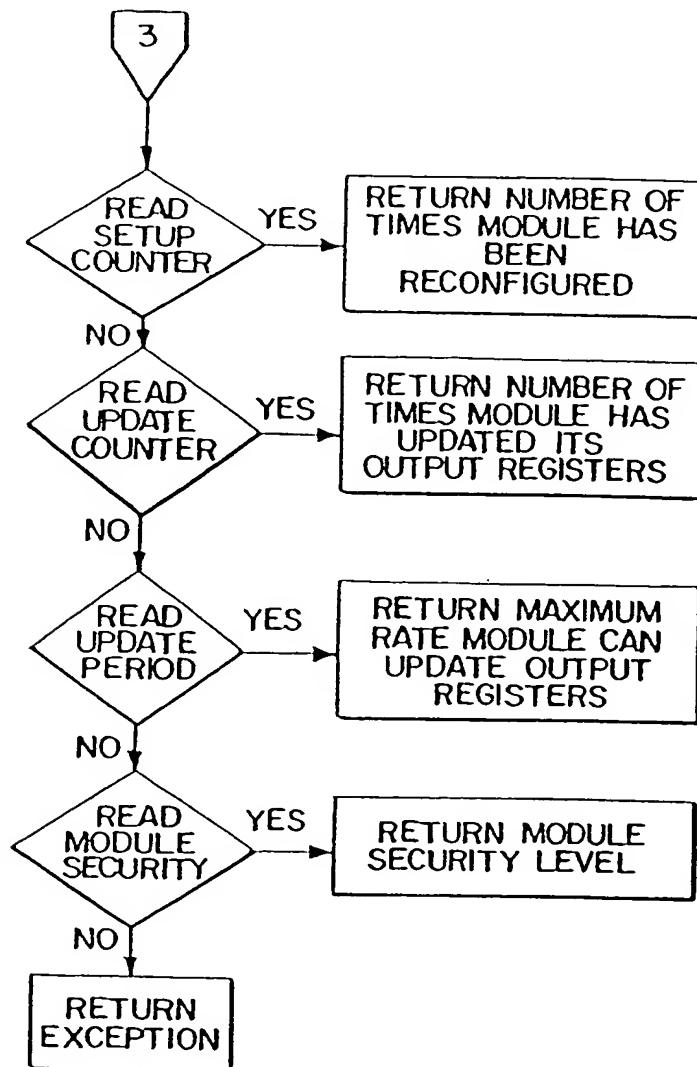 3
READ
SETUP
COUNTER
YES
RETURN NUMBER OF
TIMES MODULE HAS
BEEN
RECONFIGURED
NO
READ
UPDATE
COUNTER
YES
RETURN NUMBER OF
TIMES MODULE HAS
UPDATED ITS
OUTPUT REGISTERS
NO
READ
UPDATE
PERIOD
YES
RETURN MAXIMUM
RATE MODULE CAN
UPDATE OUTPUT
REGISTERS
NO
READ
MODULE
SECURITY
YES
RETURN MODULE
SECURITY LEVEL
NO
RETURN
EXCEPTION